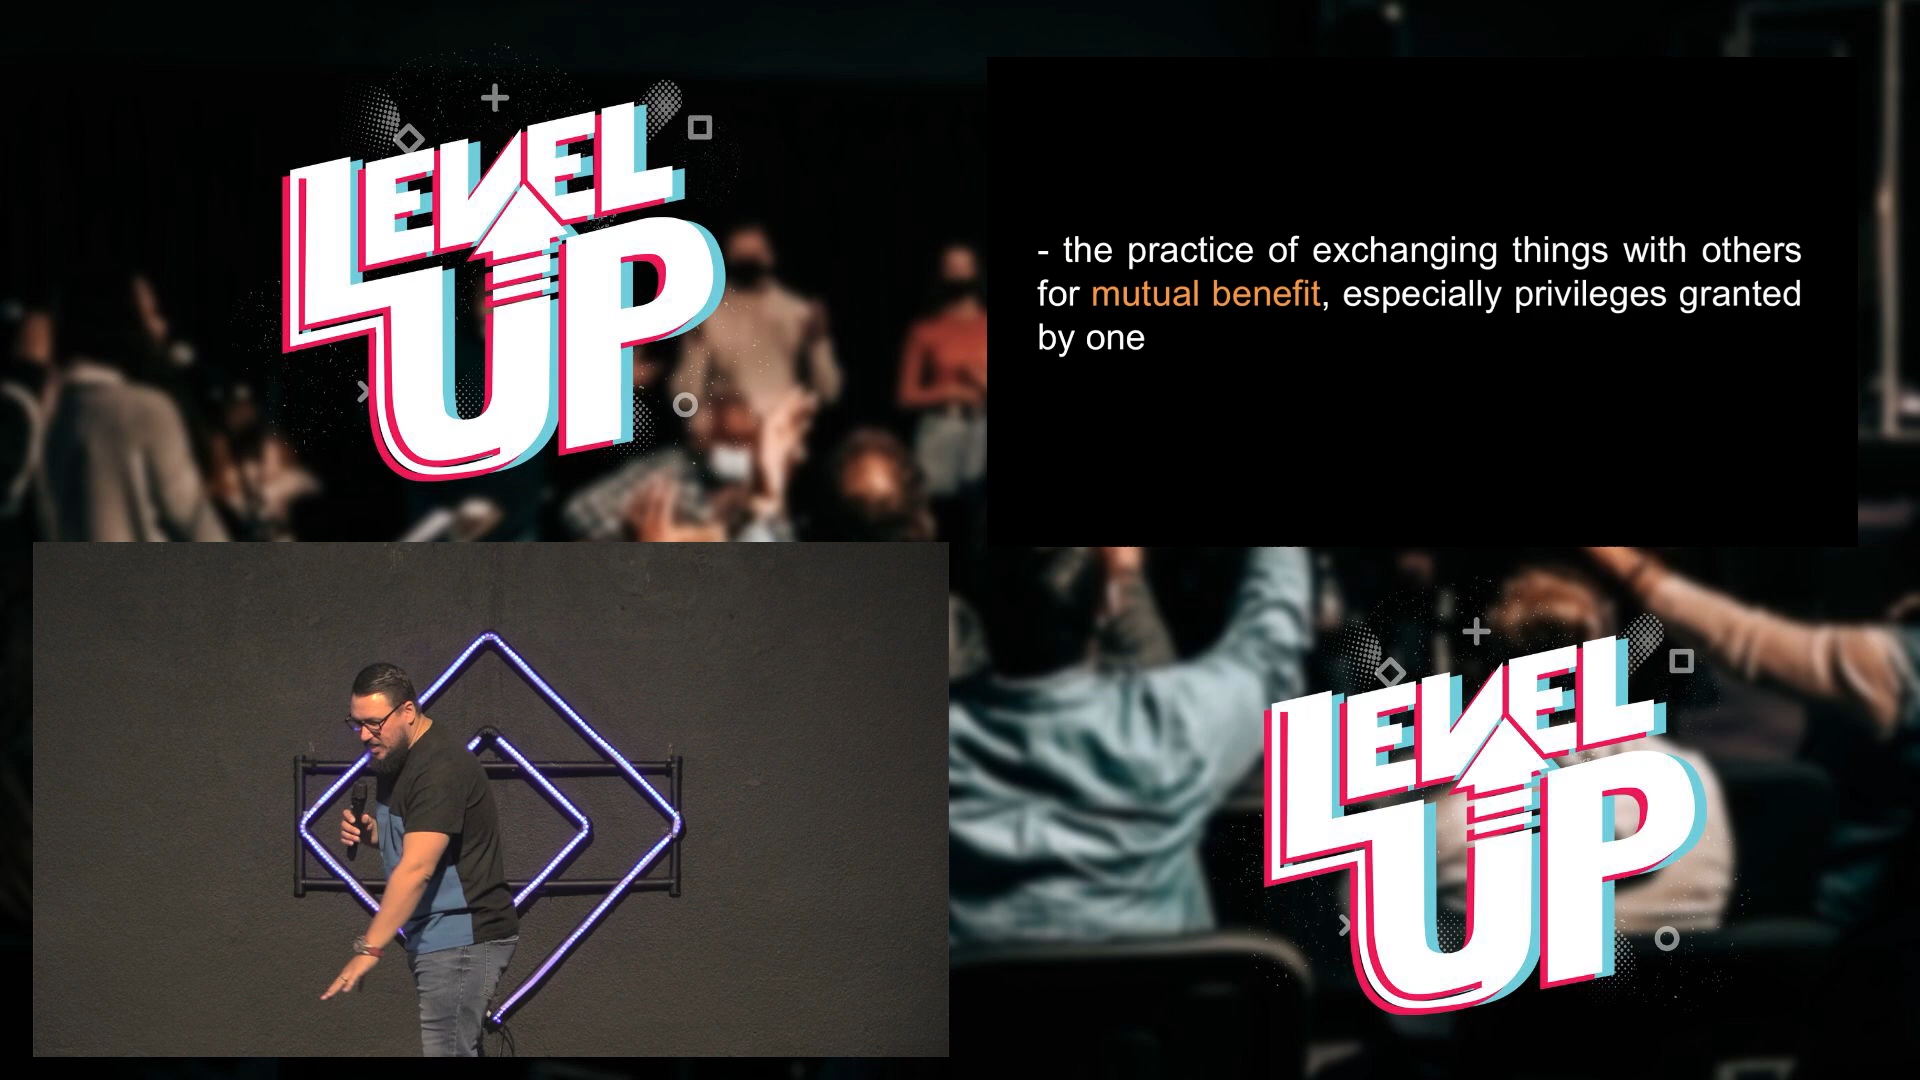 LEVEL
UP
- the practice of exchanging things with others
for mutual benefit, especially privileges granted
by one
LEVEL
UP